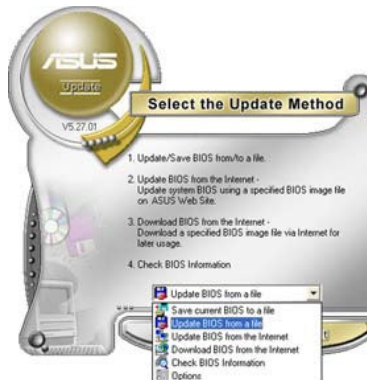 ASUS
Update
V5.27.01
Select the Update Method
1. Update/Save BIOS from/to a file.
2. Update BIOS from the Internet -
Update system BIOS using a specified BIOS image file
on ASUS Web Site.
3. Download BIOS from the Internet -
Download a specified BIOS image file via Internet for
later usage.
4. Check BIOS Information
Update BIOS from a file
Save current BIOS to a file
Update BIOS from a file
Update BIOS from the Internet
Download BIOS from the Internet
Check BIOS Information
Options